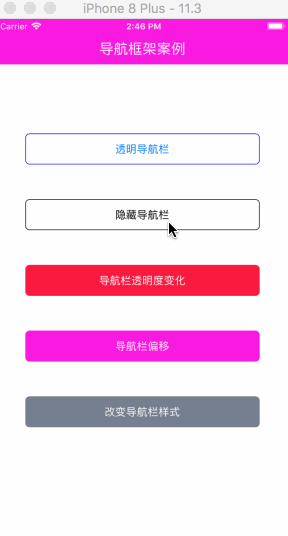 iPhone 8 Plus - 11.3
Carrier 2:46 PM
导航框架案例
透明导航栏
隐藏导航栏
导航栏透明度变化
导航栏偏移
改变导航栏样式